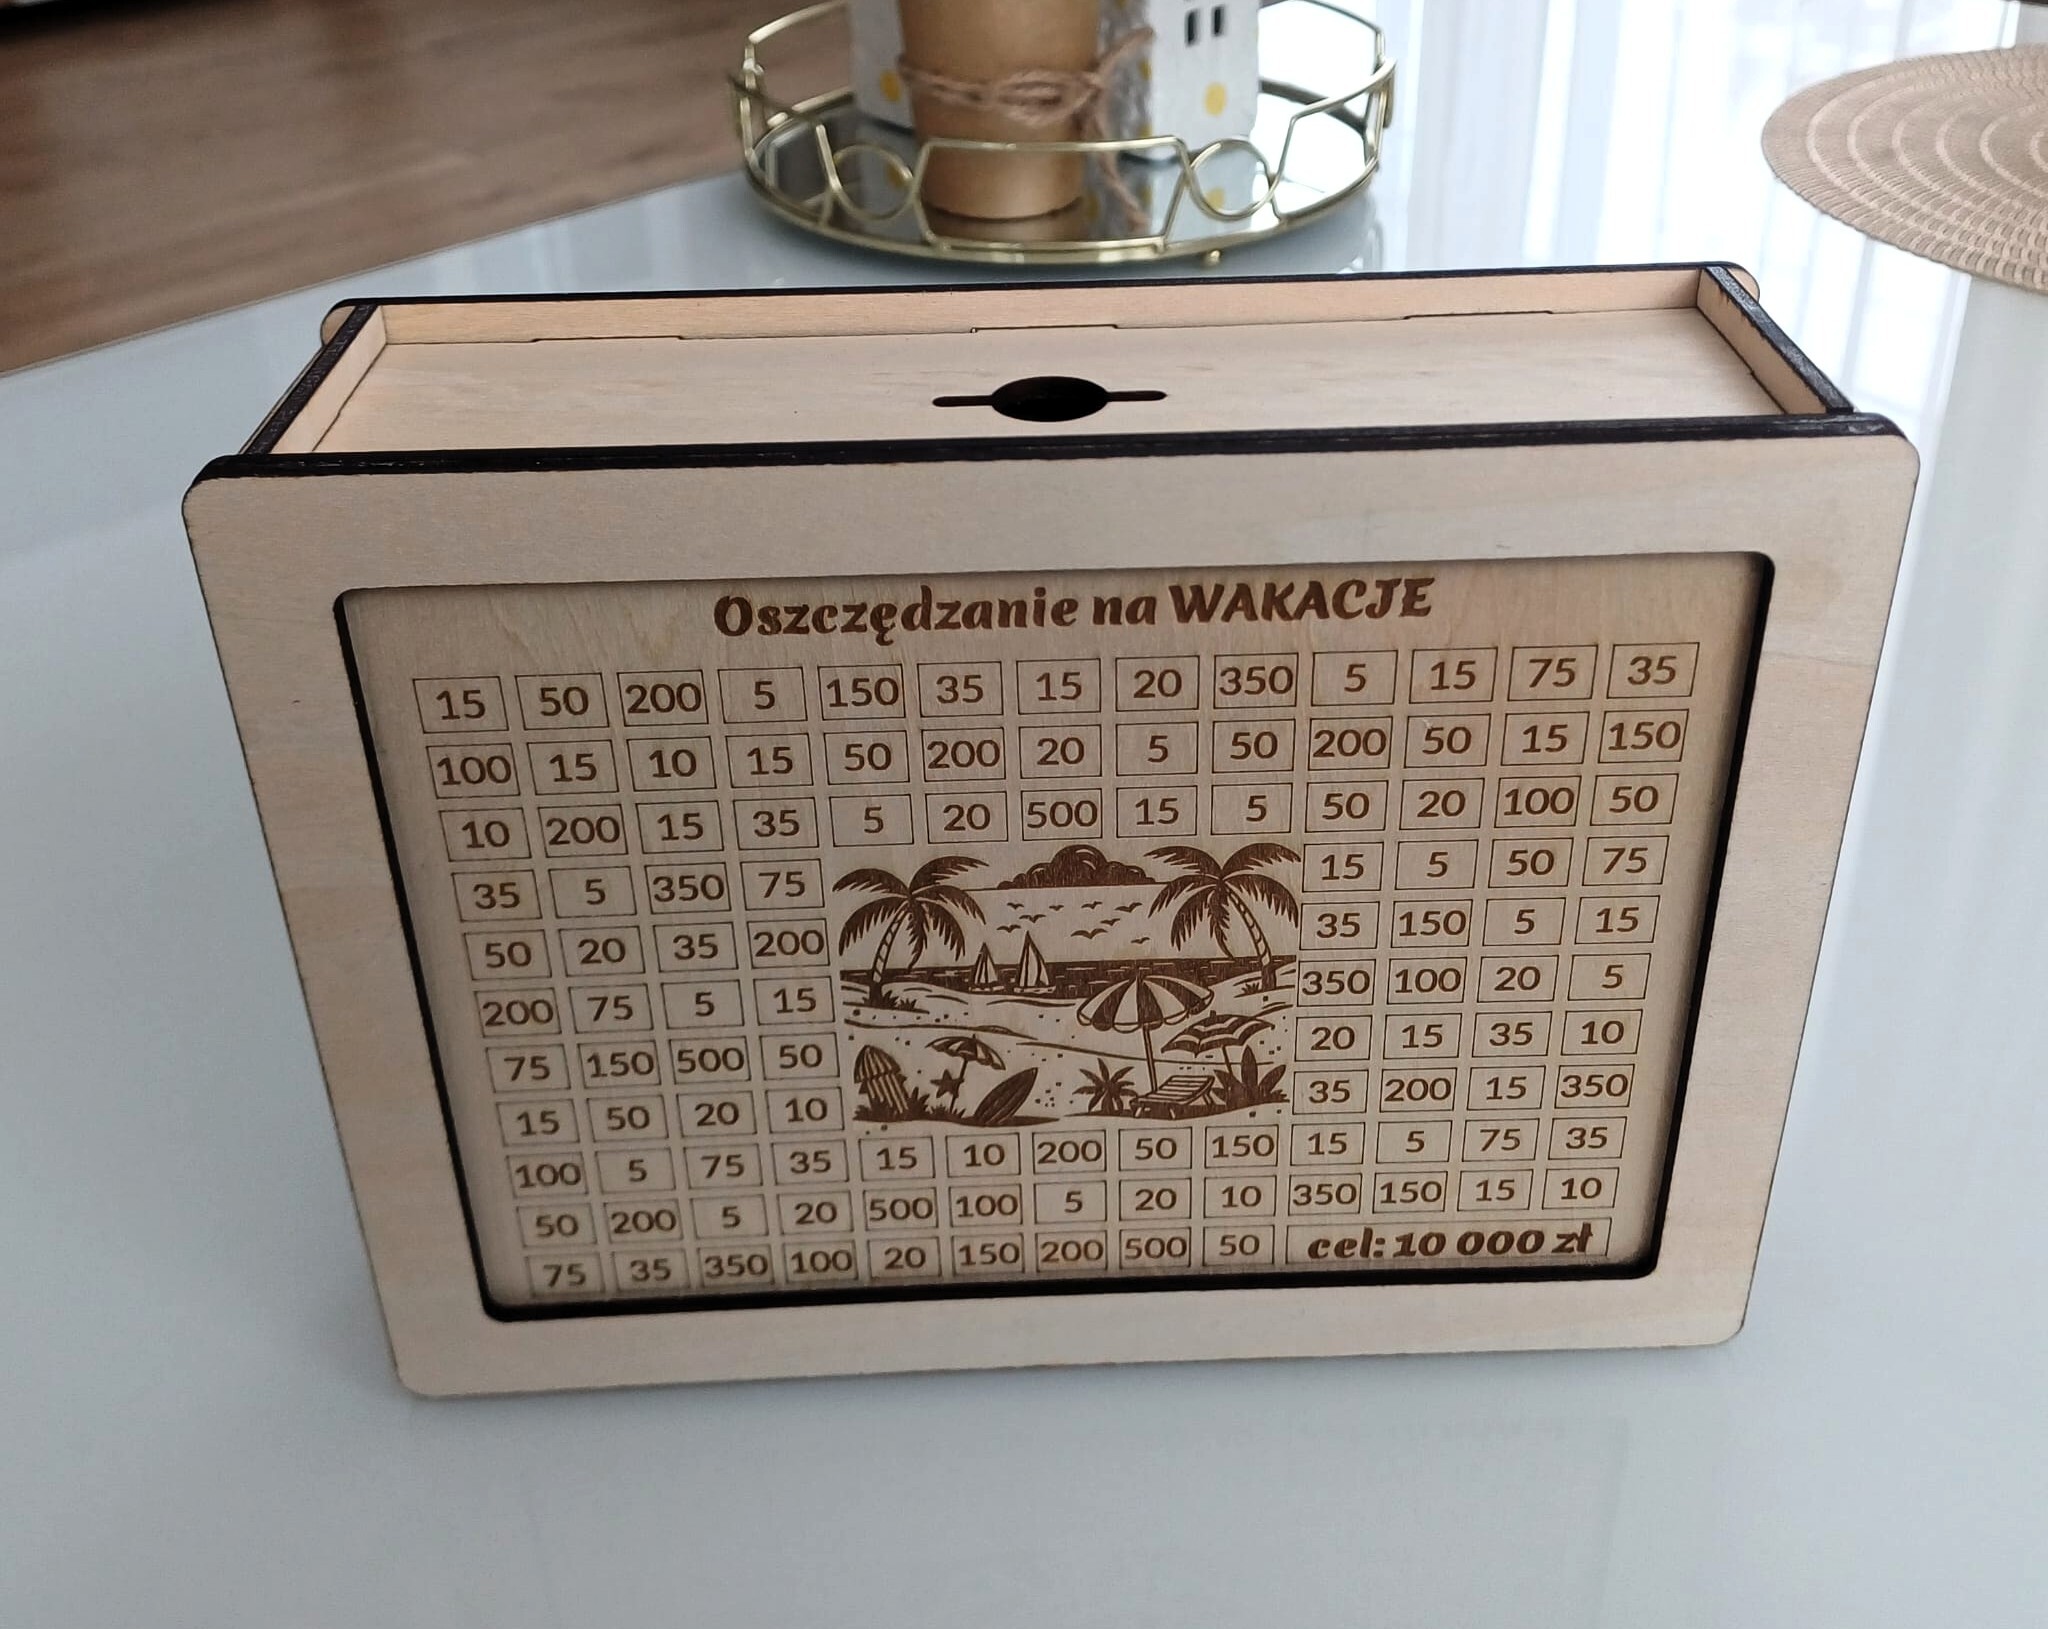 Oszczędzanie na WAKACJE
15 50 200 5 150 35 15 20 350 5 15 75 35
100 15 10 15 50 200 20 5 50 200 50 15 150
10 200 15 35 5 20 500 15 5 50 20 100 50
35 5 350 75 15 5 50 75
50 20 35 200 35 150 5 15
200 75 5 15 350 100 20 5
75 150 500 50 20 15 35 10
15 50 20 10 35 200 15 350
100 5 75 35 15 10 200 50 150 15 5 75 35
50 200 5 20 500 100 5 20 10 350 150 15 10
75 35 350 100 20 150 200 500 50 cel: 10 000 zł